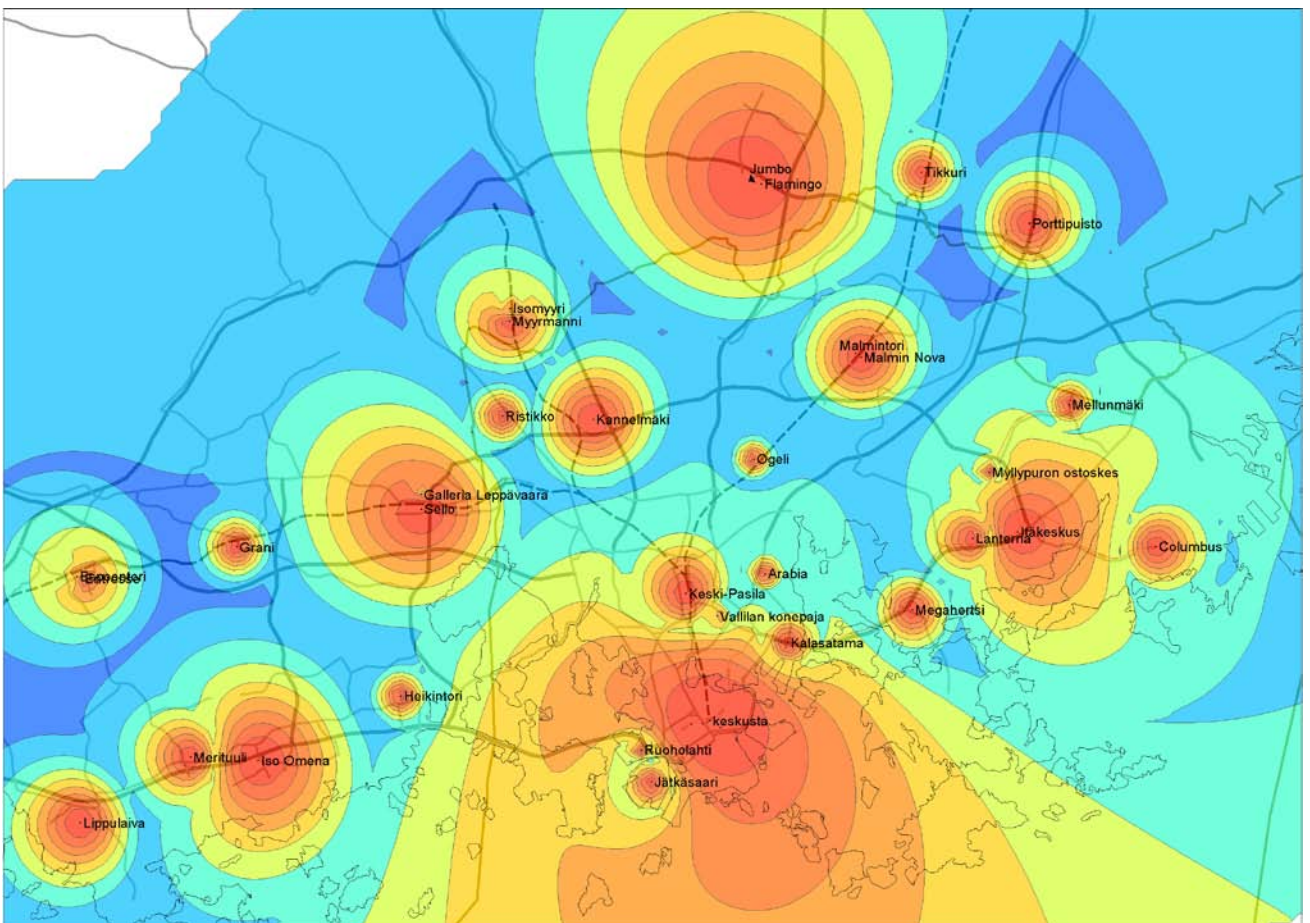 Jumbo
Flamingo
Tikkuri
Porttipuisto
Isomyyri
Myyrmanni
Malmintori
Malmin Nova
Mellunmäki
Ristikko
Kannelmäki
Ogeli
Myllypuron ostoskes
Galleria Leppävaara
Sello
Itäkeskus
Lanterna
Columbus
Grani
Arabia
Keski-Pasila
Megahertsi
Vallilan konepaja
Kalasatama
Heikintori
keskusta
Ruoholahti
Merituuli
Iso Omena
Jätkäsaari
Lippulaiva